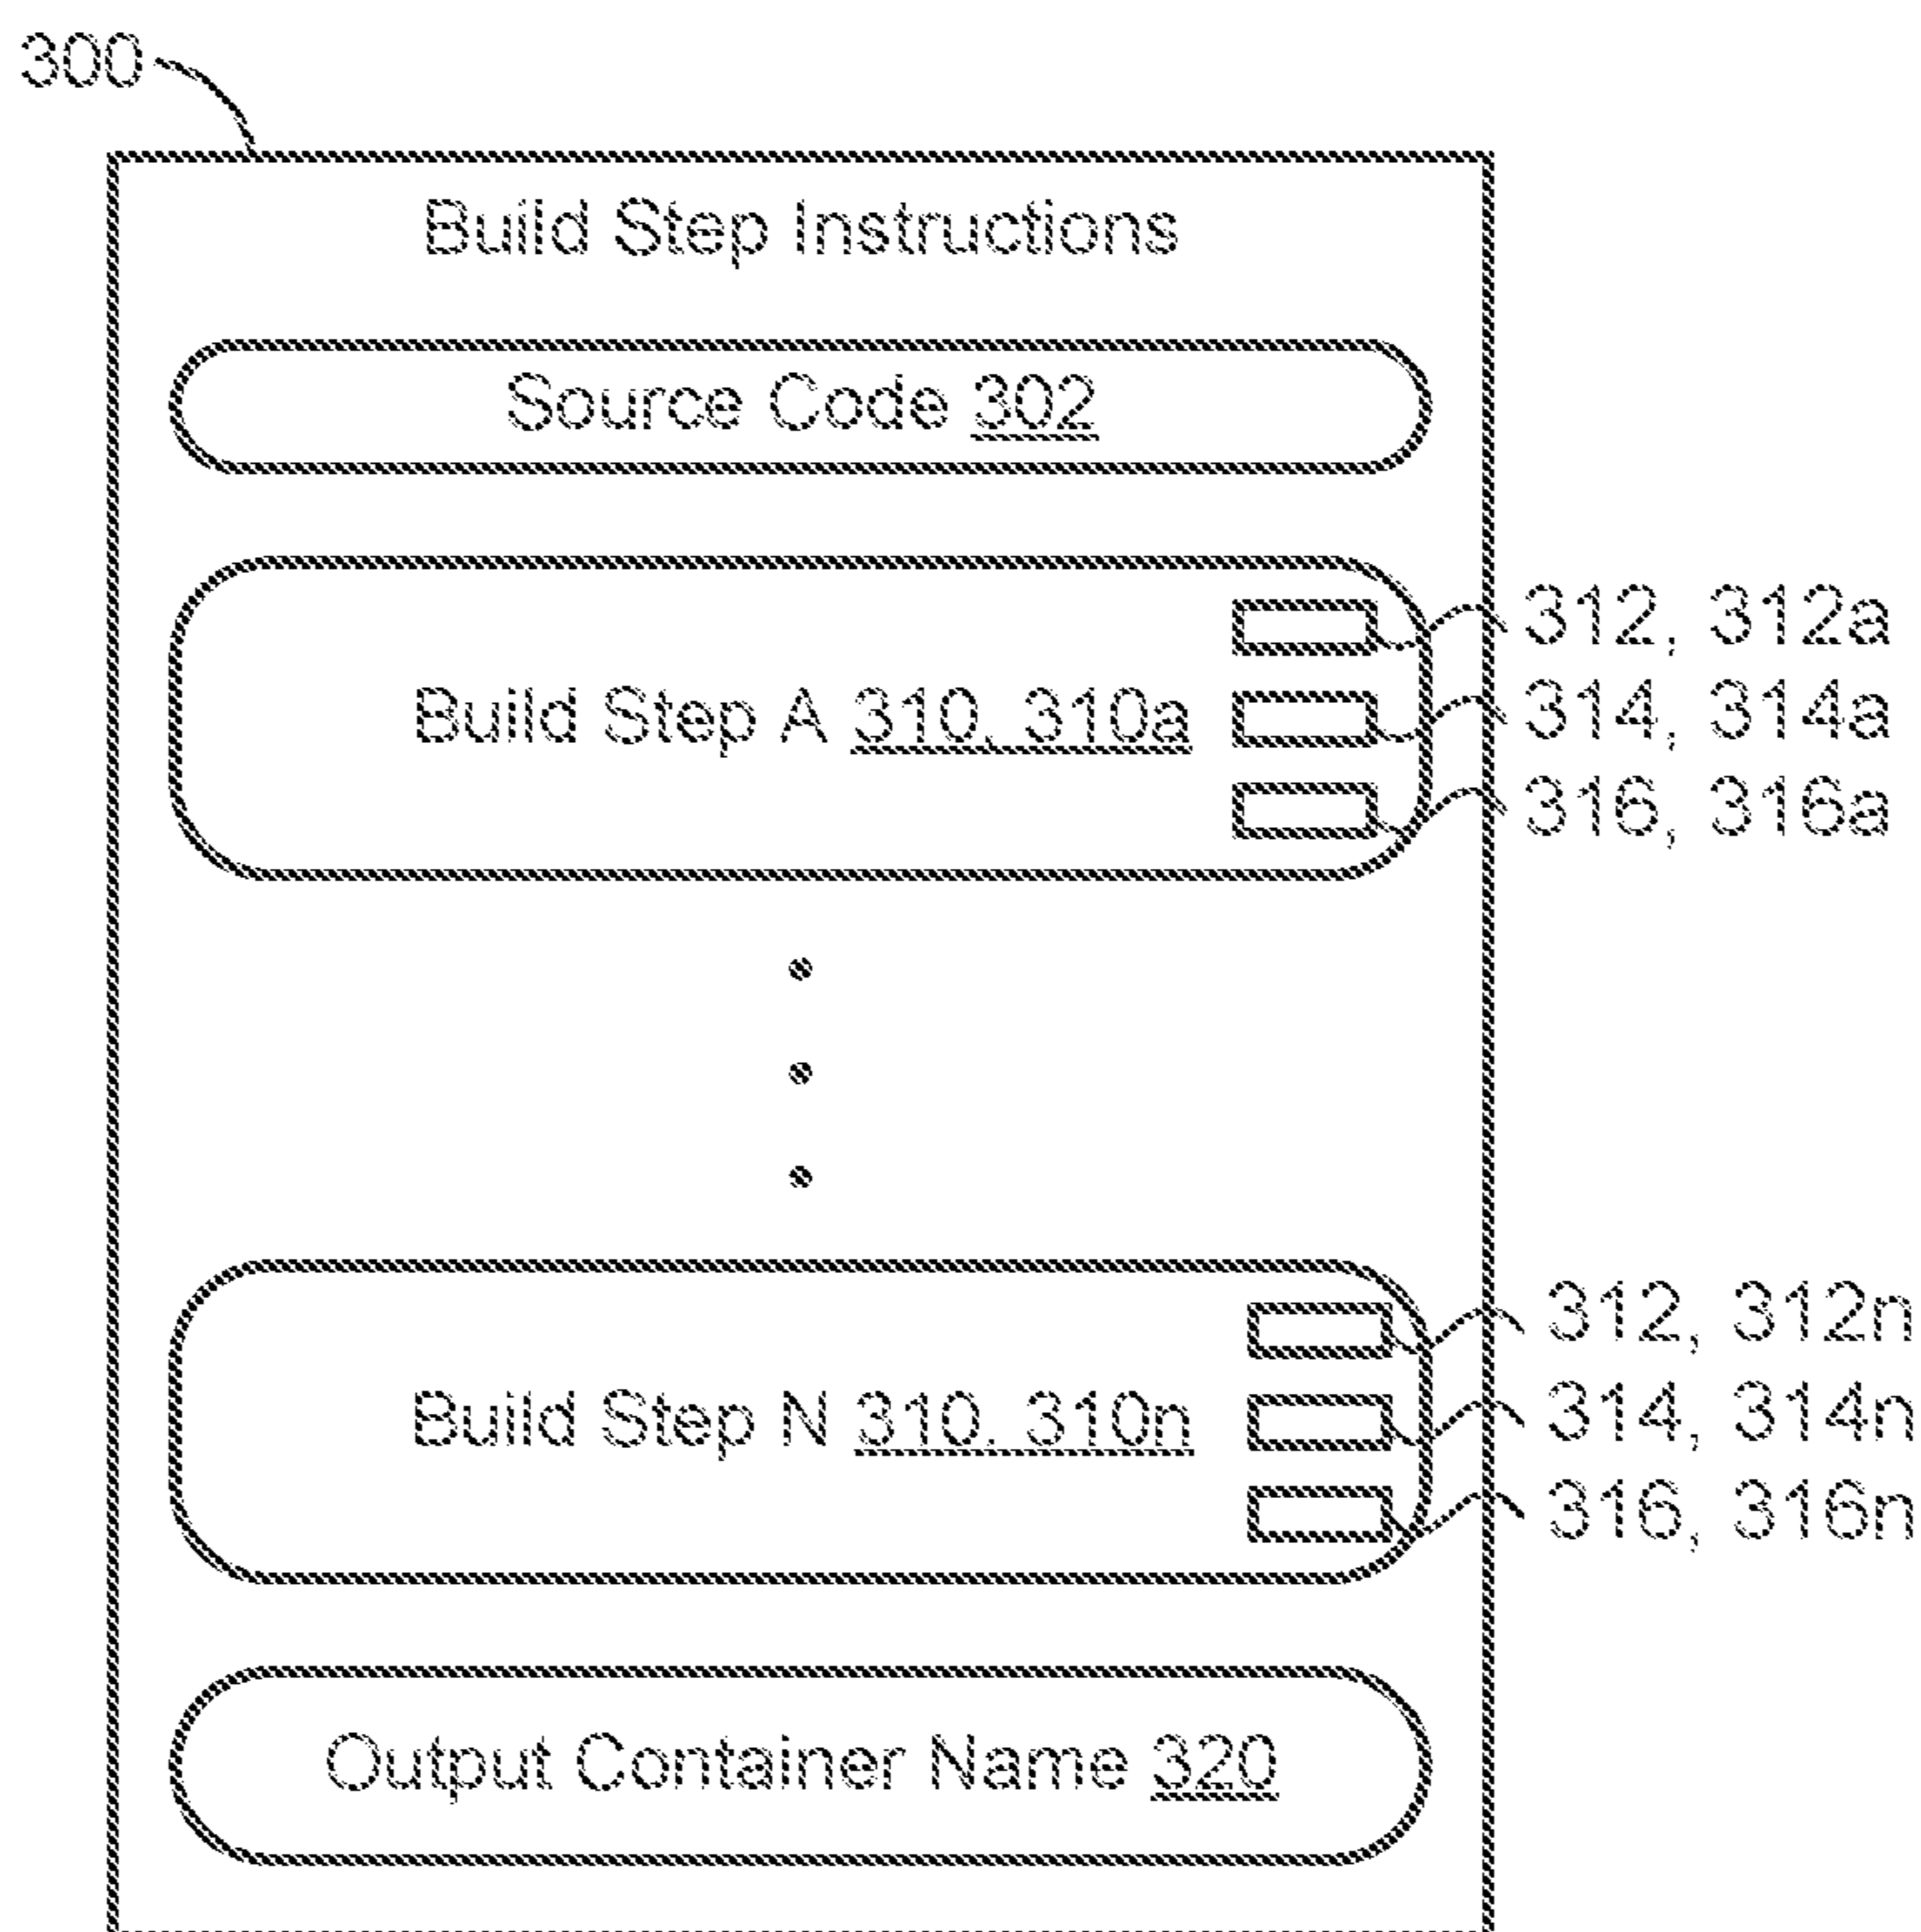 300
Build Step Instructions
Source Code 302
312, 312a
Build Step A 310, 310a
314, 314a
316, 316a
312, 312n
Build Step N 310, 310n
314, 314n
316, 316n
Output Container Name 320